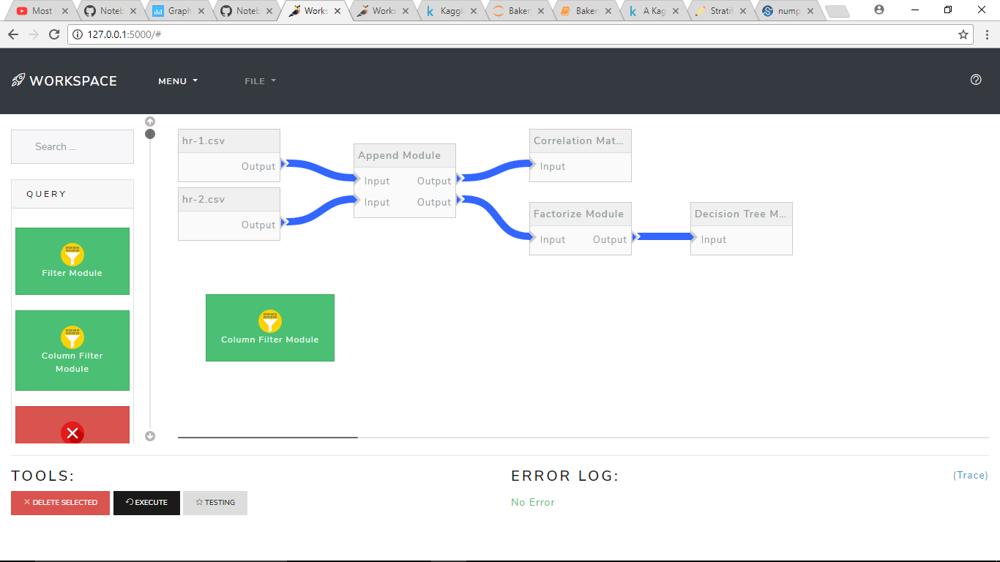 Most
Noteb
Graph
Noteb
Works
Works
Kaggl
Baker
Baker
A Kag
Stratif
nump
127.0.0.1:5000/#
WORKSPACE
MENU
FILE
Search ...
QUERY
Filter Module
Column Filter
Module
hr-1.csv
Output
hr-2.csv
Output
Append Module
Input Output
Input Output
Correlation Mat...
Input
Factorize Module
Input Output
Decision Tree M...
Input
Column Filter Module
TOOLS:
DELETE SELECTED
EXECUTE
TESTING
ERROR LOG:
(Trace)
No Error